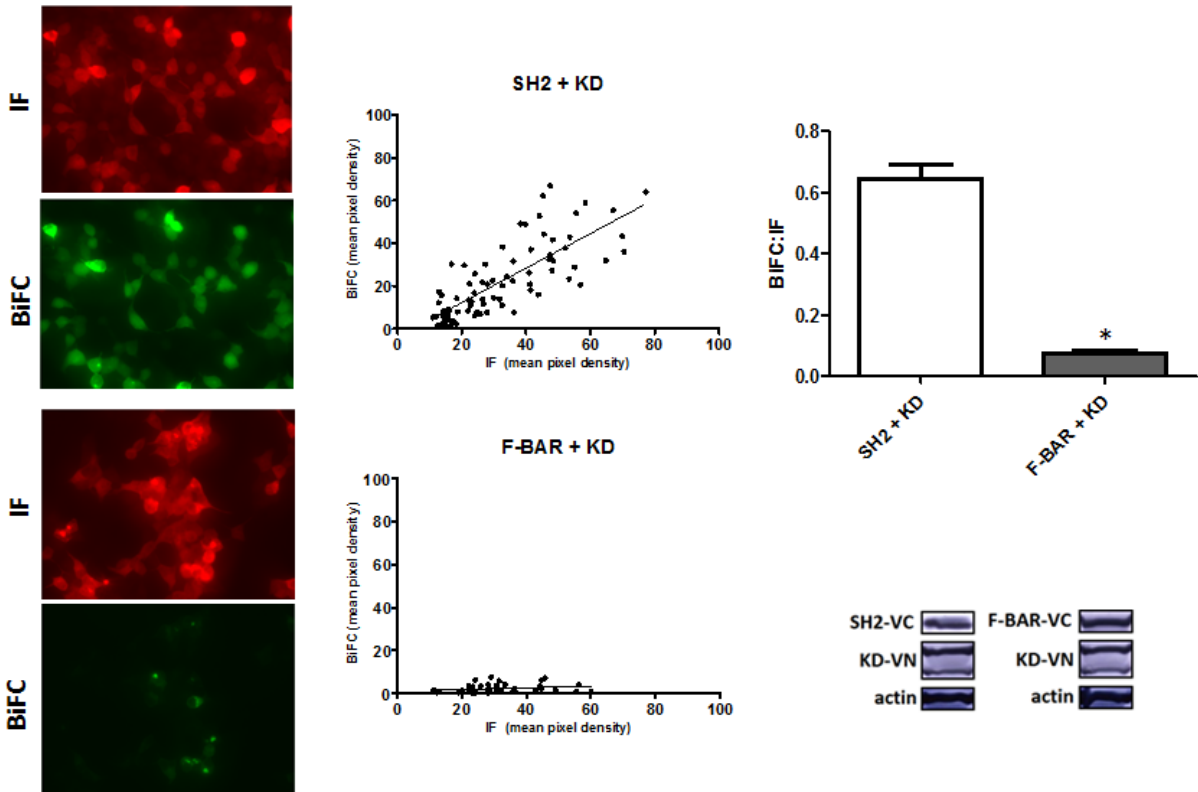 IF
BiFC
IF
BiFC
SH2 + KD
BiFC (mean pixel density)
100
80
60
40
20
0
0 20 40 60 80 100
IF (mean pixel density)
F-BAR + KD
BiFC (mean pixel density)
100
80
60
40
20
0
0 20 40 60 80 100
IF (mean pixel density)
BIFC:IF
0.8
0.6
0.4
0.2
0.0
*
SH2 + KD
F-BAR + KD
SH2-VC
KD-VN
actin
F-BAR-VC
KD-VN
actin